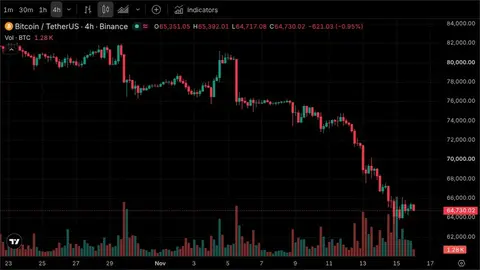 1m 30m 1h 4h Indicators
Bitcoin / TetherUS · 4h · Binance O65,351.05 H65,382.01 L64,717.08 C64,730.02 −621.03 (−0.95%)
Vol · BTC 1.28 K
84,000.00
82,000.00
80,000.00
78,000.00
76,000.00
74,000.00
72,000.00
70,000.00
68,000.00
66,000.00
64,730.02
64,000.00
62,000.00
1.28 K
23 25 27 29 Nov 3 5 7 9 11 13 15 17